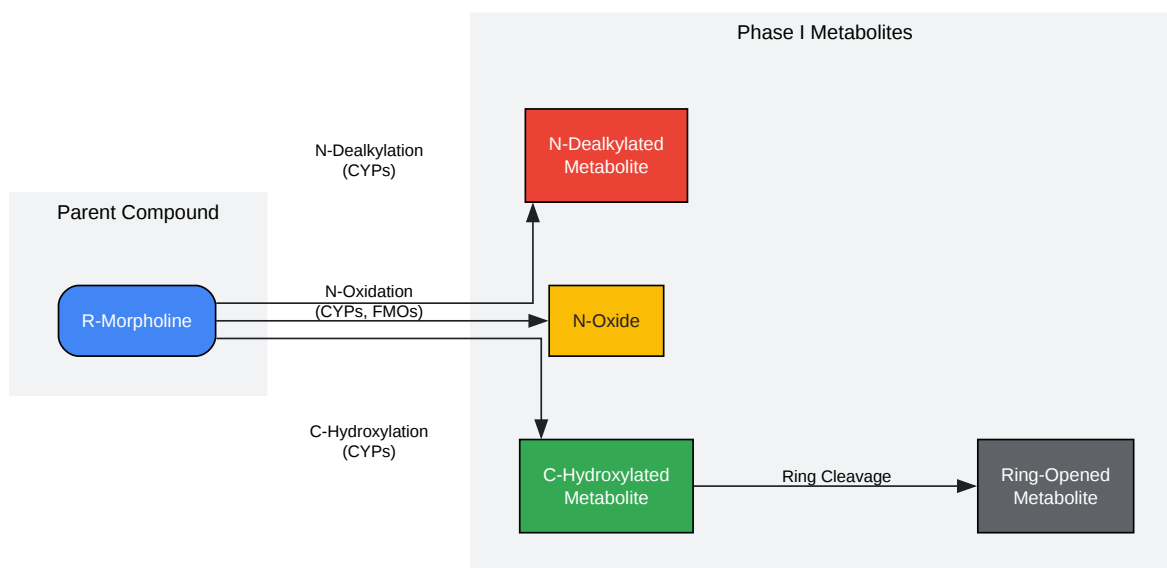 Phase I Metabolites
N-Dealkylation
(CYPs)
N-Dealkylated
Metabolite
Parent Compound
R-Morpholine
N-Oxidation
(CYPs, FMOs)
N-Oxide
C-Hydroxylation
(CYPs)
C-Hydroxylated
Metabolite
Ring Cleavage
Ring-Opened
Metabolite